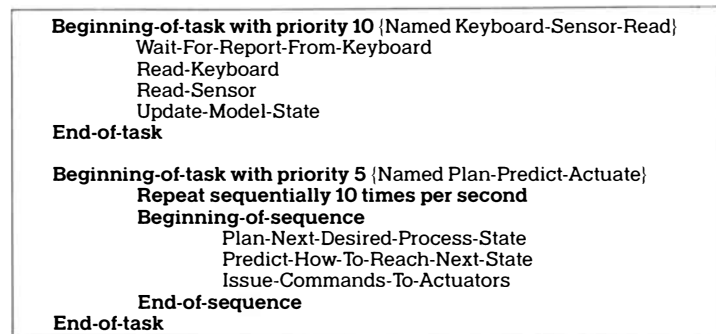 Beginning-of-task with priority 10 {Named Keyboard-Sensor-Read}
Wait-For-Report-From-Keyboard
Read-Keyboard
Read-Sensor
Update-Model-State
End-of-task
Beginning-of-task with priority 5 {Named Plan-Predict-Actuate}
Repeat sequentially 10 times per second
Beginning-of-sequence
Plan-Next-Desired-Process-State
Predict-How-To-Reach-Next-State
Issue-Commands-To-Actuators
End-of-sequence
End-of-task